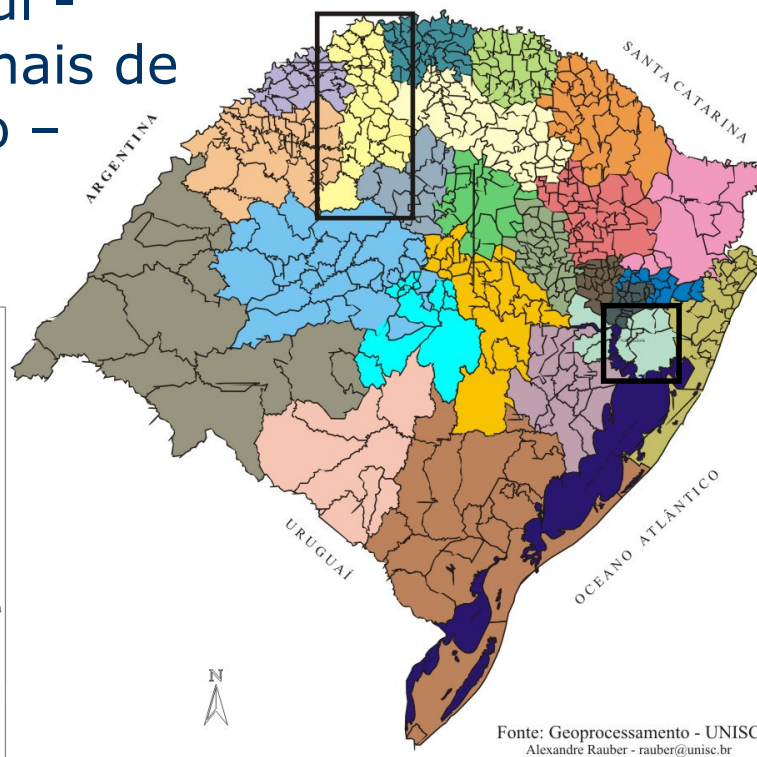 nais de
o –
SANTA CATARINA
ARGENTINA
URUGUAÍ
OCEANO ATLÂNTICO
N
Fonte: Geoprocessamento - UNISC
Alexandre Rauber - rauber@unisc.br